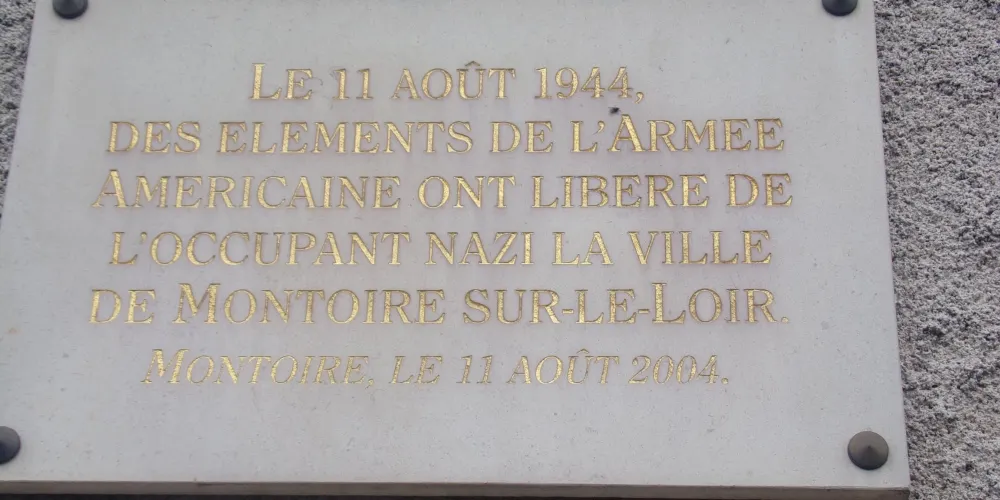 LE 11 AOÛT 1944,
DES ELEMENTS DE L'ARMEE
AMERICAINE ONT LIBERE DE
L'OCCUPANT NAZI LA VILLE
DE MONTOIRE SUR-LE-LOIR.
MONTOIRE, LE 11 AOÛT 2004.